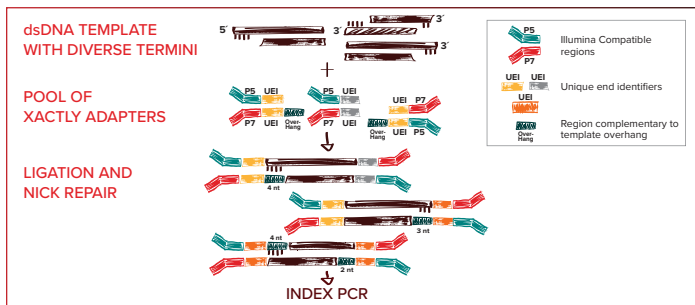 dsDNA TEMPLATE
WITH DIVERSE TERMINI
5´ 3´ 3´
3´
+
POOL OF
XACTLY ADAPTERS
P5 UEI P5 UEI UEI P7
P7 UEI Over-Hang P7 UEI Over-Hang UEI P5
LIGATION AND
NICK REPAIR
4 nt
3 nt
4 nt
2 nt
INDEX PCR
P5
P7
Illumina Compatible
regions
UEI UEI
UEI
Unique end identifiers
Over-
Hang
Region complementary to
template overhang